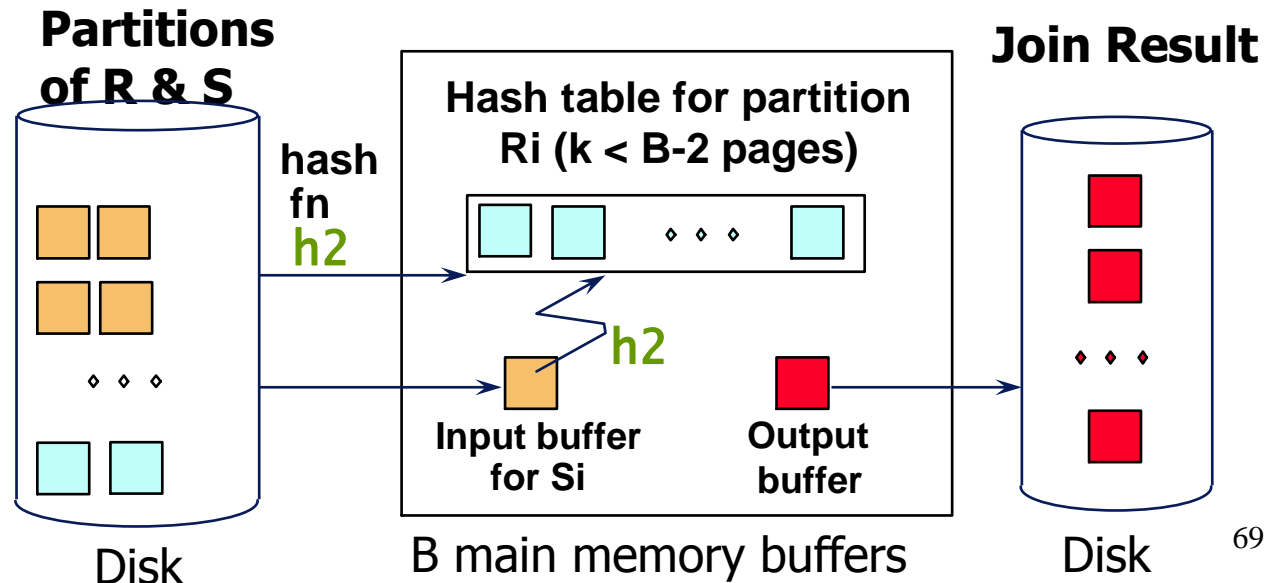 Partitions
of R & S
Join Result
Hash table for partition
Ri (k < B-2 pages)
hash
fn
h2
h2
Input buffer
for Si
Output
buffer
Disk
B main memory buffers
Disk
69